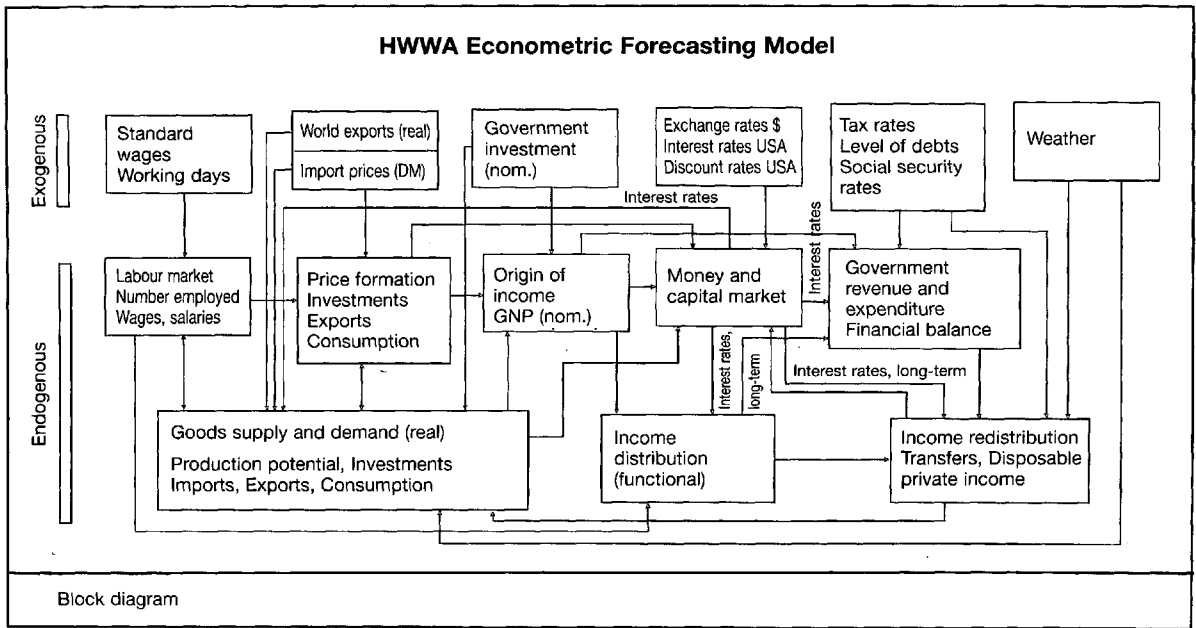 HWWA Econometric Forecasting Model
Exogenous
Standard
wages
Working days
World exports (real)
Import prices (DM)
Government
investment
(nom.)
Exchange rates $
Interest rates USA
Discount rates USA
Tax rates
Level of debts
Social security
rates
Weather
Interest rates
Interest rates
Endogenous
Labour market
Number employed
Wages, salaries
Price formation
Investments
Exports
Consumption
Origin of
income
GNP (nom.)
Money and
capital market
Government
revenue and
expenditure
Financial balance
Interest rates,
long-term
Interest rates, long-term
Goods supply and demand (real)
Production potential, Investments
Imports, Exports, Consumption
Income
distribution
(functional)
Income redistribution
Transfers, Disposable
private income
Block diagram